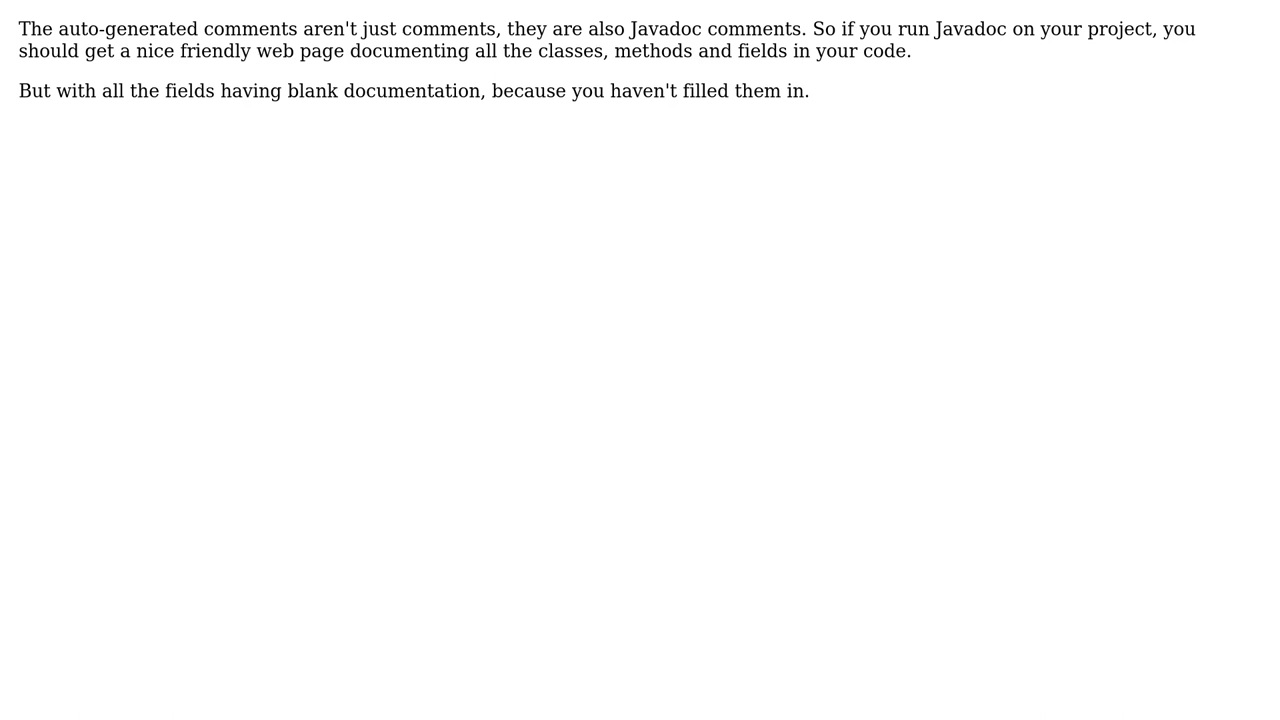 The auto-generated comments aren't just comments, they are also Javadoc comments. So if you run Javadoc on your project, you
should get a nice friendly web page documenting all the classes, methods and fields in your code.
But with all the fields having blank documentation, because you haven't filled them in.